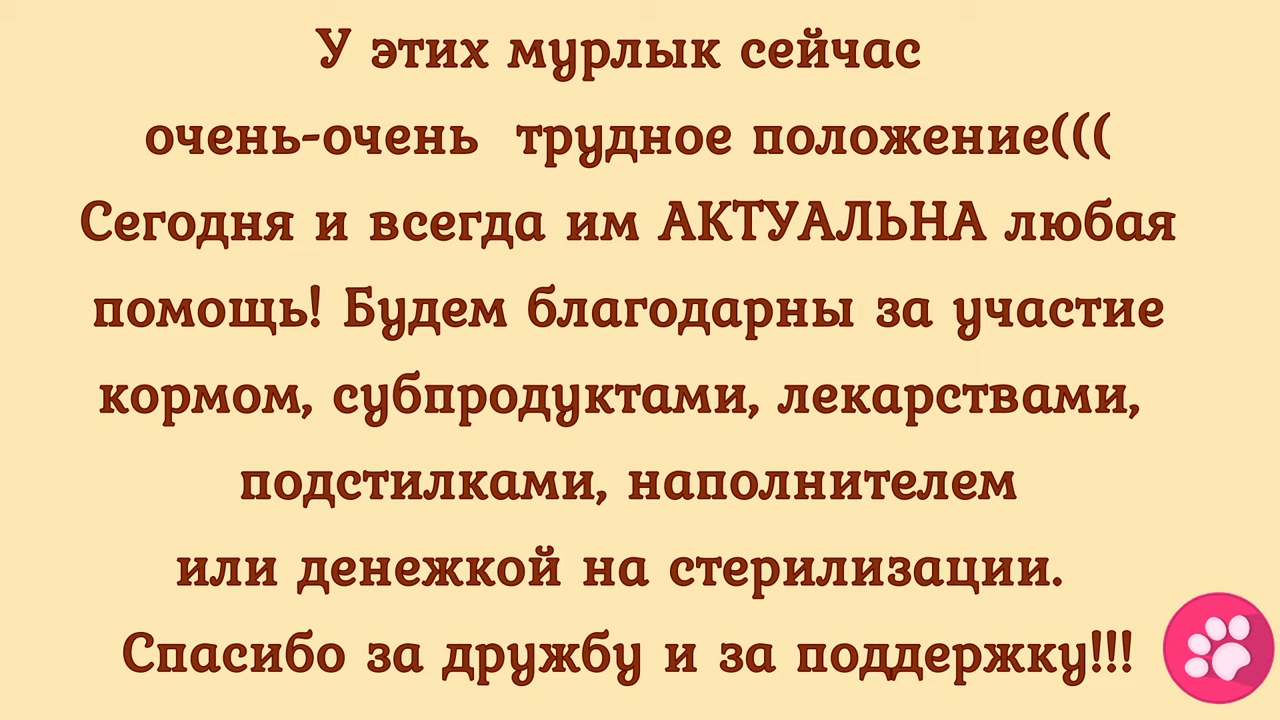 У этих мурлык сейчас
очень-очень трудное положение(((
Сегодня и всегда им АКТУАЛЬНА любая
помощь! Будем благодарны за участие
кормом, субпродуктами, лекарствами,
подстилками, наполнителем
или денежкой на стерилизации.
Спасибо за дружбу и за поддержку!!!